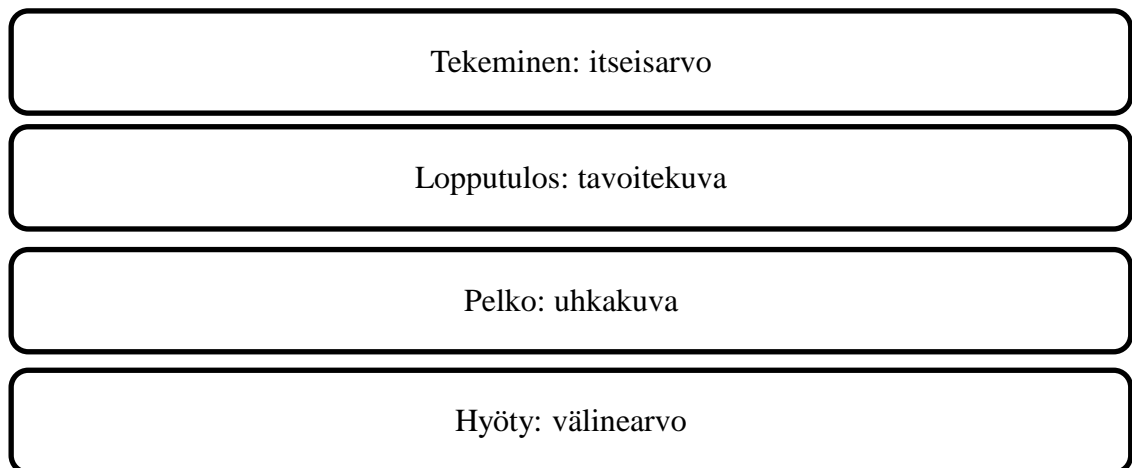 Tekeminen: itseisarvo
Lopputulos: tavoitekuva
Pelko: uhkakuva
Hyöty: välinearvo